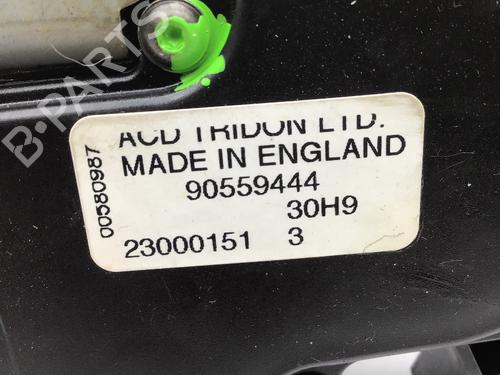 B-PARTS
ACD TRIDON LTD.
MADE IN ENGLAND
90559444
30H9
23000151 3
00580987